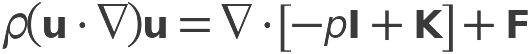 ρ(𝐮 · ∇)𝐮 = ∇ · [−p𝐈 + 𝐊] + 𝐅